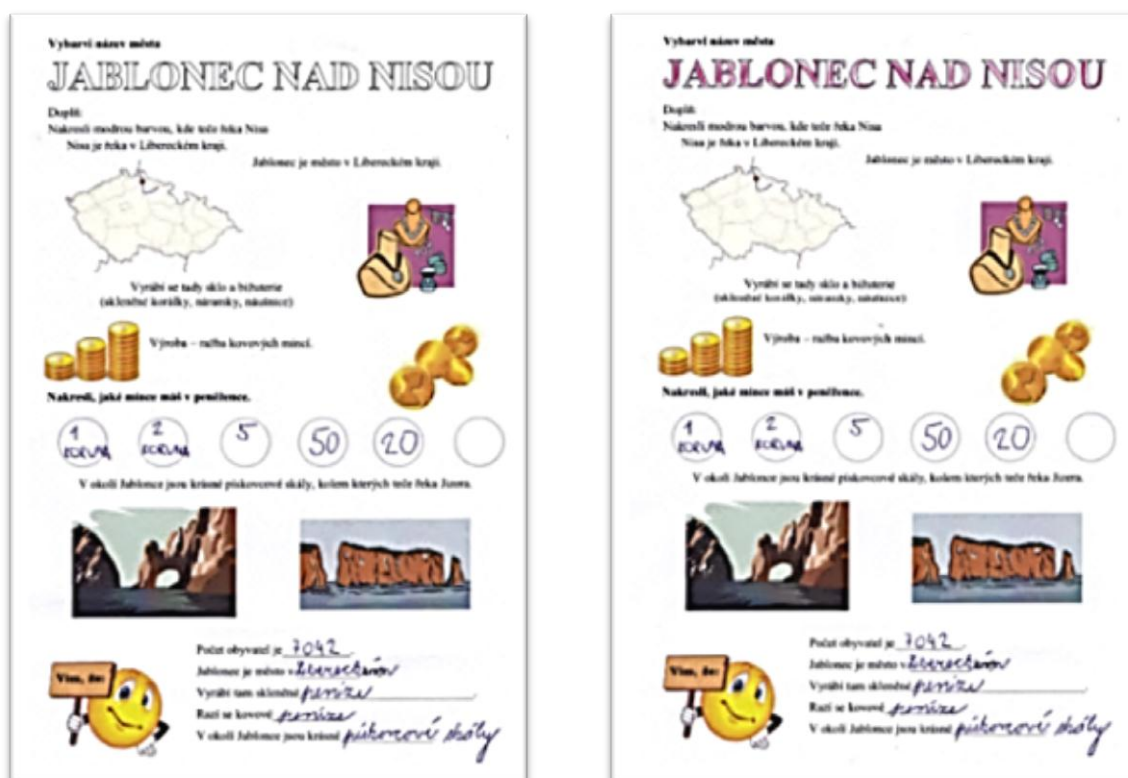 Vybarvi název města
JABLONEC NAD NISOU
Doplň:
Nakresli modrou barvou, kde teče řeka Nisa
Nisa je řeka v Libereckém kraji.
Jablonec je město v Libereckém kraji.
Vyrábí se tady sklo a bižuterie
(skleněné korálky, náramky, náušnice)
Výroba – ražba kovových mincí.
Nakresli, jaké mince máš v peněžence.
1 2 5 50 20
KORUNA KORUNA
V okolí Jablonce jsou krásné pískovcové skály, kolem kterých teče řeka Jizera.
Vím, že:
Počet obyvatel je 7042
Jablonec je město v
Vyrábí tam skleněné peníze
Razí se kovové peníze
V okolí Jablonce jsou krásné skály
Vybarvi název města
JABLONEC NAD NISOU
Doplň:
Nakresli modrou barvou, kde teče řeka Nisa
Nisa je řeka v Libereckém kraji.
Jablonec je město v Libereckém kraji.
Vyrábí se tady sklo a bižuterie
(skleněné korálky, náramky, náušnice)
Výroba – ražba kovových mincí.
Nakresli, jaké mince máš v peněžence.
1 2 5 50 20
KORUNA KORUNA
V okolí Jablonce jsou krásné pískovcové skály, kolem kterých teče řeka Jizera.
Vím, že:
Počet obyvatel je 7042
Jablonec je město v
Vyrábí tam skleněné peníze
Razí se kovové peníze
V okolí Jablonce jsou krásné skály